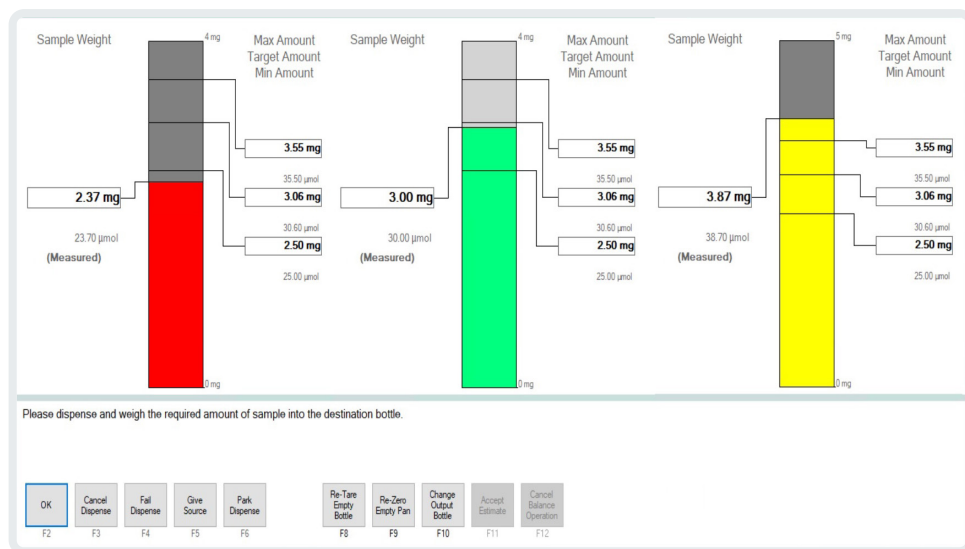 Sample Weight
4 mg
Max Amount
Target Amount
Min Amount
3.55 mg
35.50 µmol
2.37 mg
3.06 mg
23.70 µmol
30.60 µmol
(Measured)
2.50 mg
25.00 µmol
0 mg
Sample Weight
4 mg
Max Amount
Target Amount
Min Amount
3.55 mg
35.50 µmol
3.00 mg
3.06 mg
30.00 µmol
30.60 µmol
(Measured)
2.50 mg
25.00 µmol
0 mg
Sample Weight
5 mg
Max Amount
Target Amount
Min Amount
3.55 mg
35.50 µmol
3.87 mg
3.06 mg
38.70 µmol
30.60 µmol
(Measured)
2.50 mg
25.00 µmol
0 mg
Please dispense and weigh the required amount of sample into the destination bottle.
OK
F2
Cancel
Dispense
F3
Fail
Dispense
F4
Give
Source
F5
Park
Dispense
F6
Re-Tare
Empty
Bottle
F8
Re-Zero
Empty Pan
F9
Change
Output
Bottle
F10
Accept
Estimate
F11
Cancel
Balance
Operation
F12